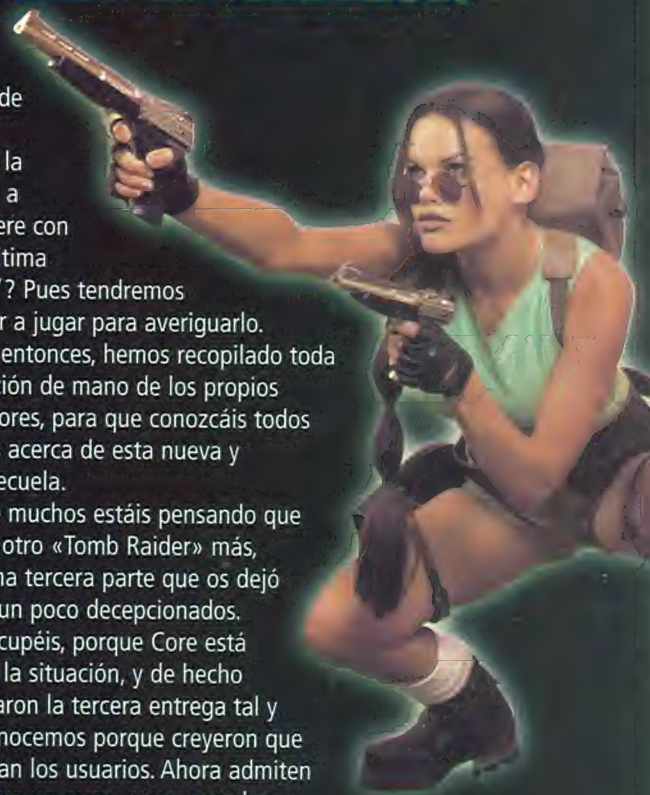 de
la
a
ere con
tima
"? Pues tendremos
r a jugar para averiguarlo.
entonces, hemos recopilado toda
ción de mano de los propios
ores, para que conozcáis todos
acerca de esta nueva y
ecuela.
muchos estáis pensando que
otro «Tomb Raider» más,
na tercera parte que os dejó
un poco decepcionados.
cupéis, porque Core está
la situación, y de hecho
aron la tercera entrega tal y
nocemos porque creyeron que
an los usuarios. Ahora admiten